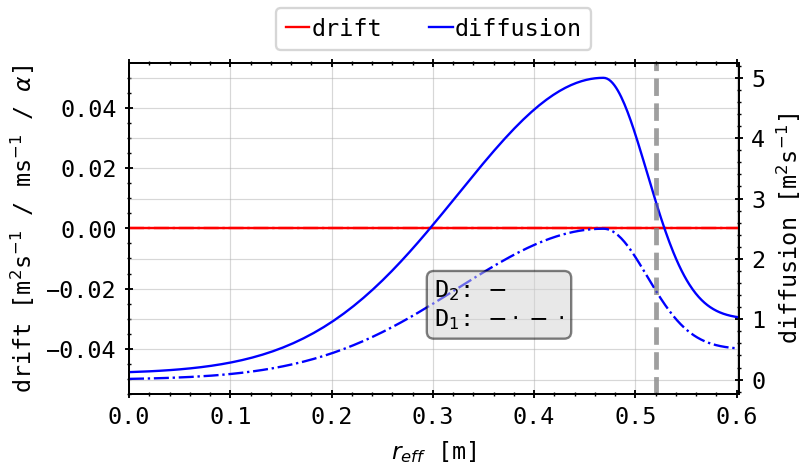 drift diffusion
drift [m²s⁻¹ / ms⁻¹ / α]
0.04
0.02
0.00
−0.02
−0.04
5
4
3
2
1
0
diffusion [m²s⁻¹]
D₂: —
D₁: — · — ·
0.0 0.1 0.2 0.3 0.4 0.5 0.6
r_eff [m]